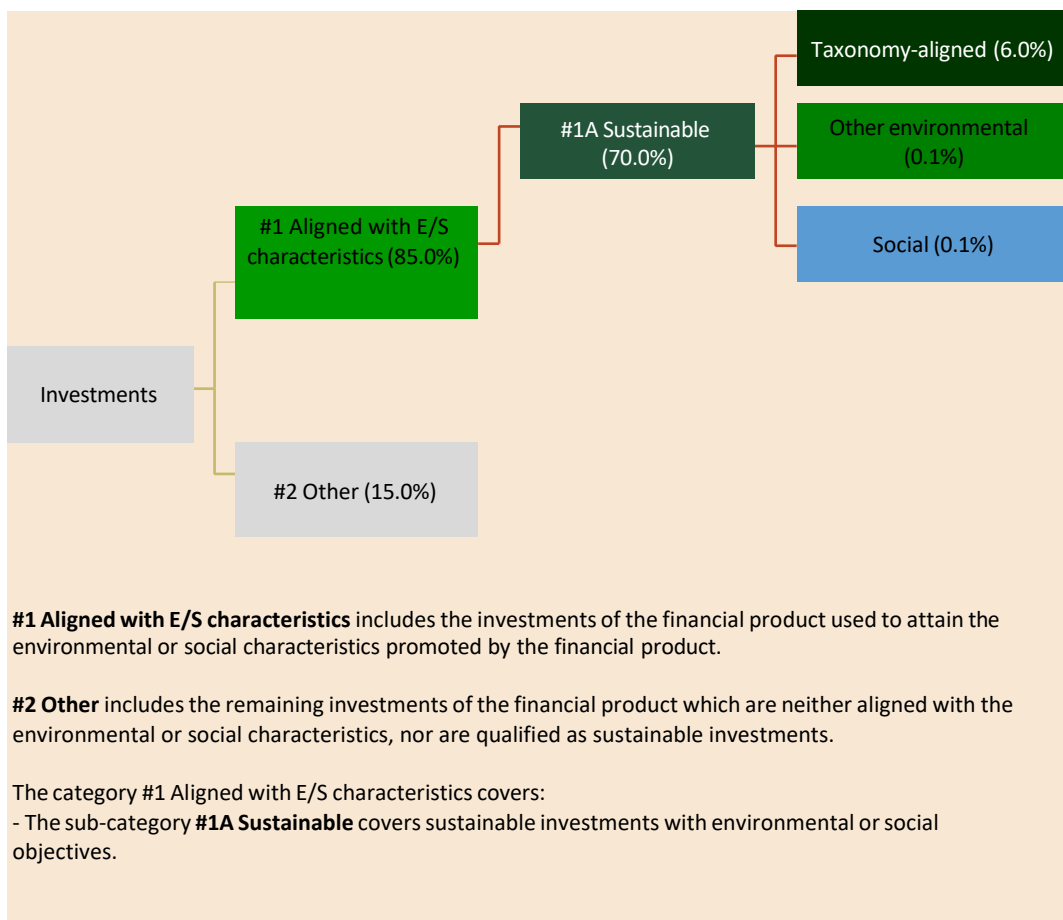 Taxonomy-aligned (6.0%)
Other environmental
(0.1%)
#1A Sustainable
(70.0%)
Social (0.1%)
#1 Aligned with E/S
characteristics (85.0%)
Investments
#2 Other (15.0%)
#1 Aligned with E/S characteristics includes the investments of the financial product used to attain the
environmental or social characteristics promoted by the financial product.
#2 Other includes the remaining investments of the financial product which are neither aligned with the
environmental or social characteristics, nor are qualified as sustainable investments.
The category #1 Aligned with E/S characteristics covers:
- The sub-category #1A Sustainable covers sustainable investments with environmental or social
objectives.